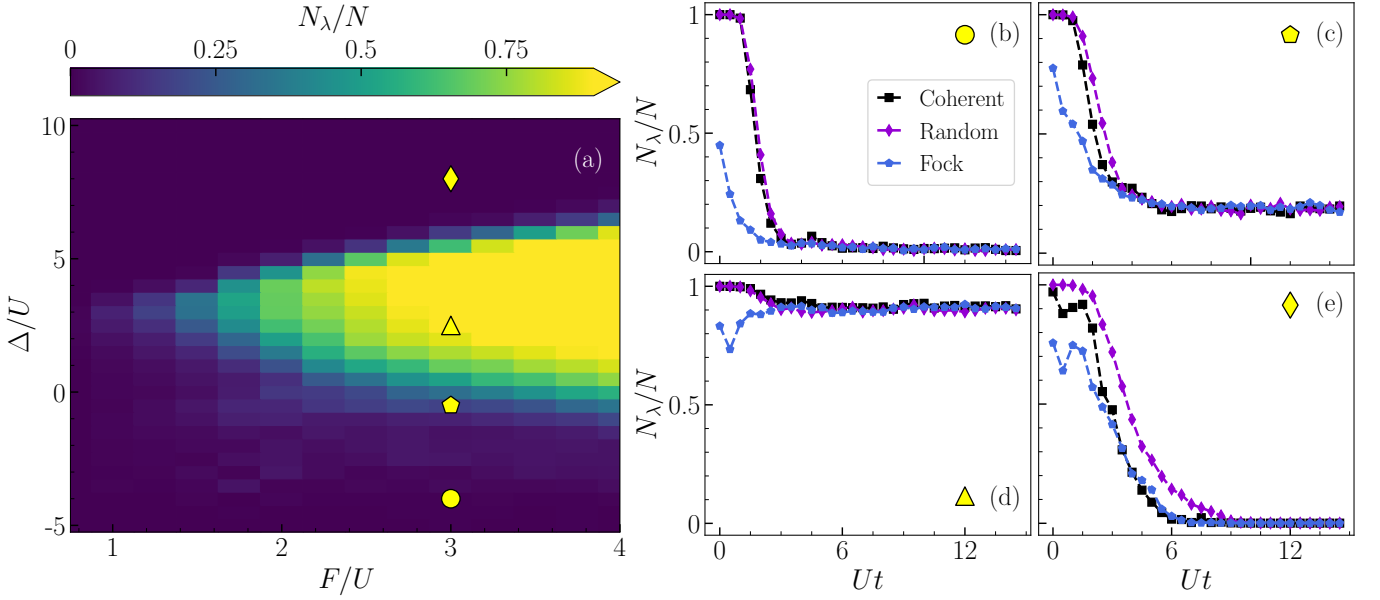 N_λ/N
0 0.25 0.5 0.75
(a)
10
5
0
-5
Δ/U
1 2 3 4
F/U
(b)
1
0.5
0
N_λ/N
Coherent
Random
Fock
(c)
(d)
1
0.5
0
N_λ/N
0 6 12
Ut
(e)
0 6 12
Ut